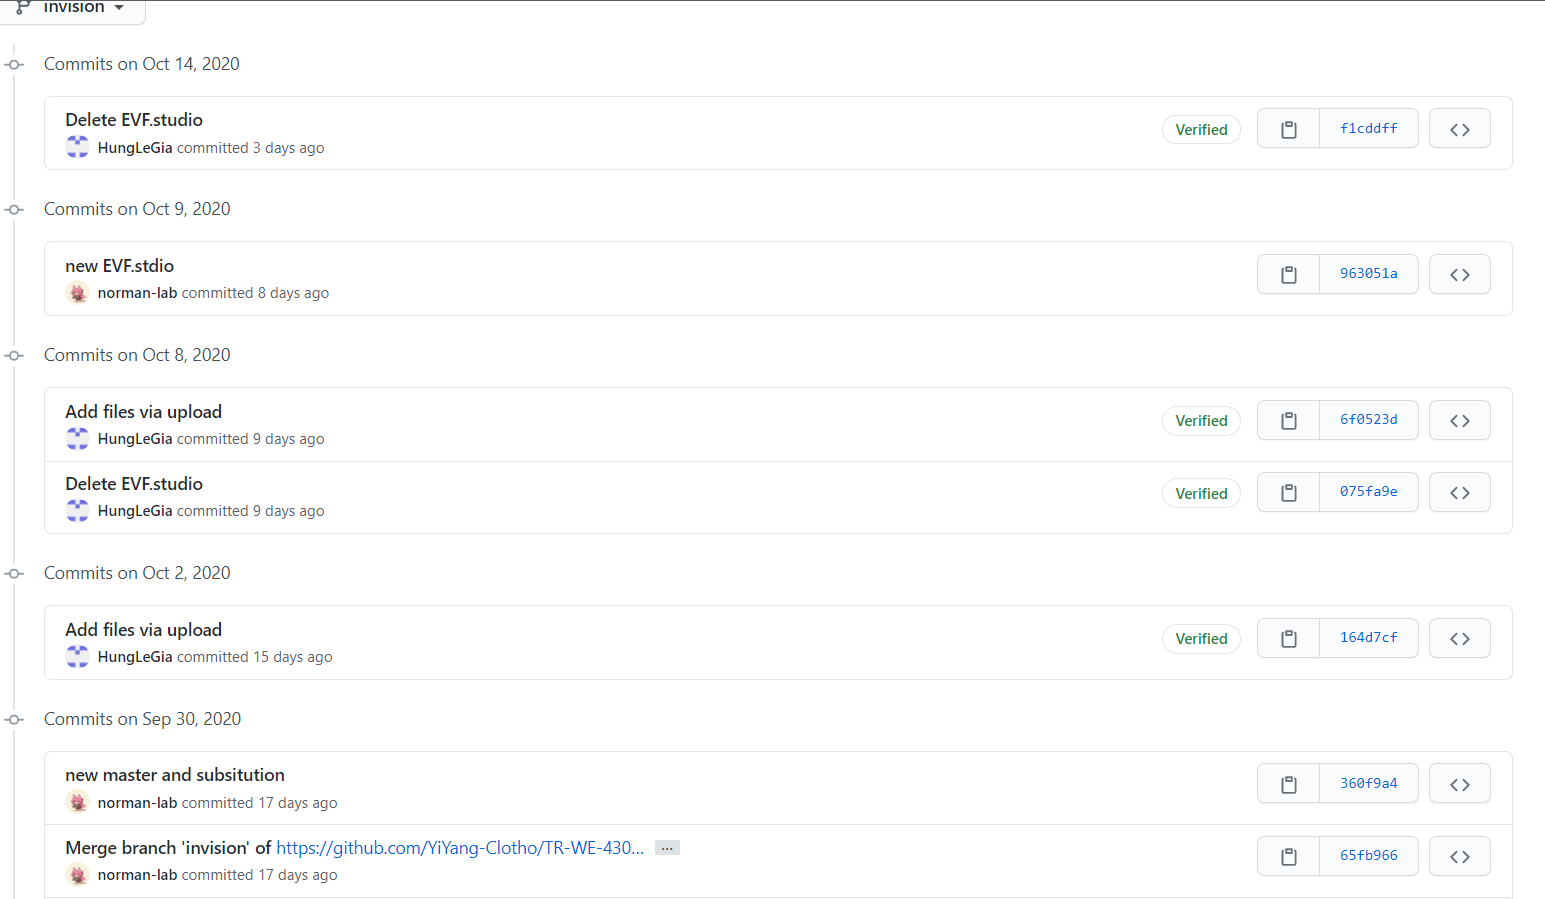 invision
Commits on Oct 14, 2020
Delete EVF.studio
HungLeGia committed 3 days ago
Verified
f1cddff
Commits on Oct 9, 2020
new EVF.stdio
norman-lab committed 8 days ago
963051a
Commits on Oct 8, 2020
Add files via upload
HungLeGia committed 9 days ago
Verified
6f0523d
Delete EVF.studio
HungLeGia committed 9 days ago
Verified
075fa9e
Commits on Oct 2, 2020
Add files via upload
HungLeGia committed 15 days ago
Verified
164d7cf
Commits on Sep 30, 2020
new master and subsitution
norman-lab committed 17 days ago
360f9a4
Merge branch 'invision' of https://github.com/YiYang-Clotho/TR-WE-430... ...
norman-lab committed 17 days ago
65fb966